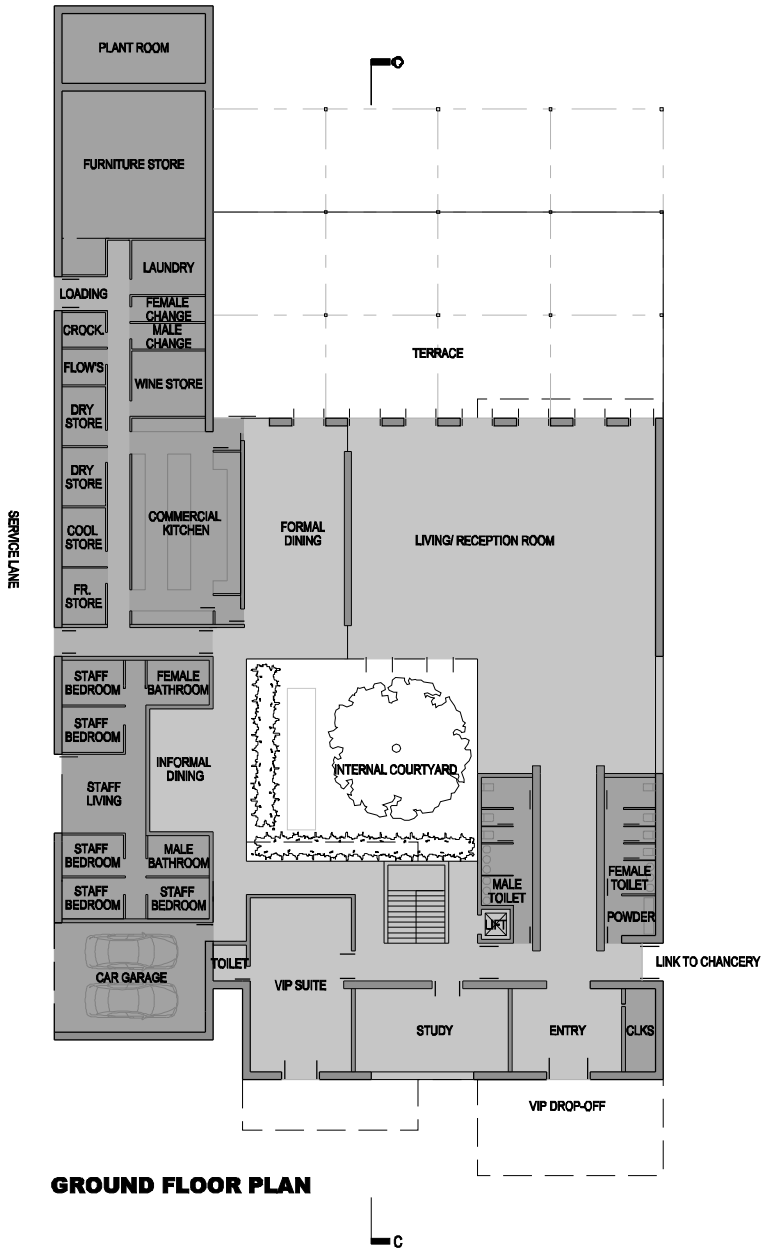 PLANT ROOM
FURNITURE STORE
LAUNDRY
LOADING
FEMALE
CHANGE
CROCK.
MALE
CHANGE
TERRACE
FLOW'S
WINE STORE
DRY
STORE
DRY
STORE
COMMERCIAL
KITCHEN
FORMAL
DINING
LIVING/ RECEPTION ROOM
COOL
STORE
SERVICE LANE
FR.
STORE
STAFF
BEDROOM
FEMALE
BATHROOM
STAFF
BEDROOM
INFORMAL
DINING
INTERNAL COURTYARD
STAFF
LIVING
STAFF
BEDROOM
MALE
BATHROOM
STAFF
BEDROOM
STAFF
BEDROOM
MALE
TOILET
FEMALE
TOILET
POWDER
LIFT
TOILET
LINK TO CHANCERY
CAR GARAGE
VIP SUITE
STUDY
ENTRY
CLKS
VIP DROP-OFF
GROUND FLOOR PLAN
C